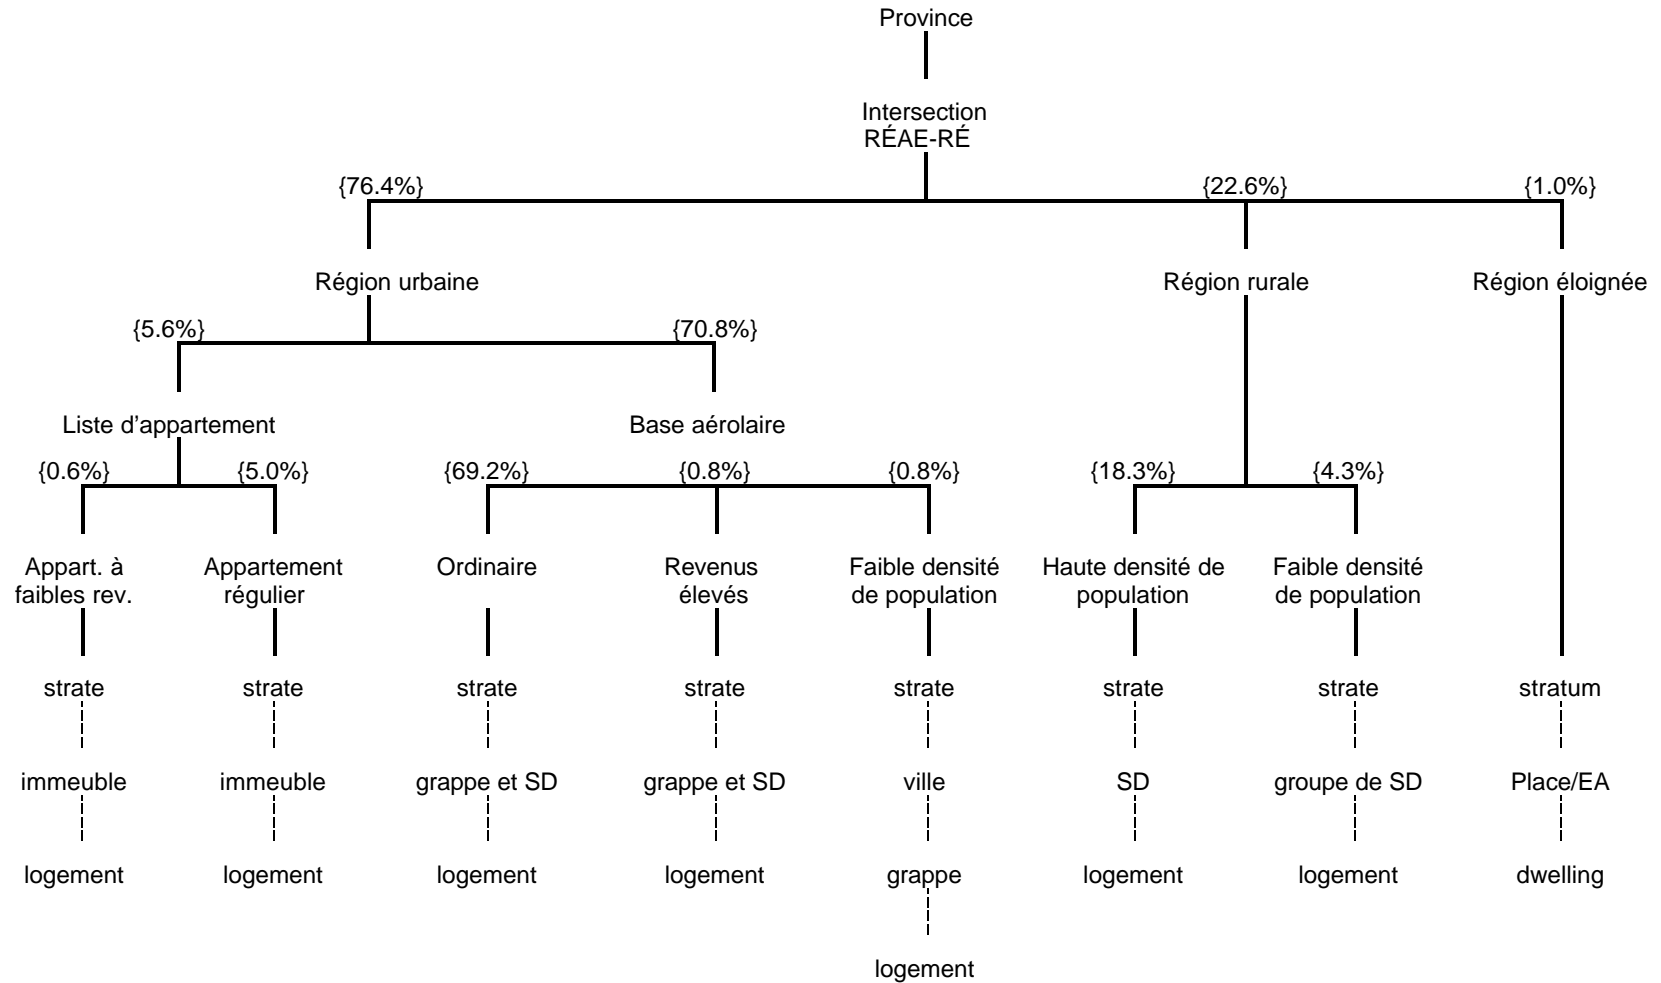 Province
Intersection
RÉAE-RÉ
{76.4%} {22.6%} {1.0%}
Région urbaine Région rurale Région éloignée
{5.6%} {70.8%}
Liste d'appartement Base aérolaire
{0.6%} {5.0%} {69.2%} {0.8%} {0.8%} {18.3%} {4.3%}
Appart. à Appartement Ordinaire Revenus Faible densité Haute densité de Faible densité
faibles rev. régulier élevés de population population de population
strate strate strate strate strate strate strate stratum
immeuble immeuble grappe et SD grappe et SD ville SD groupe de SD Place/EA
logement logement logement logement grappe logement logement dwelling
logement